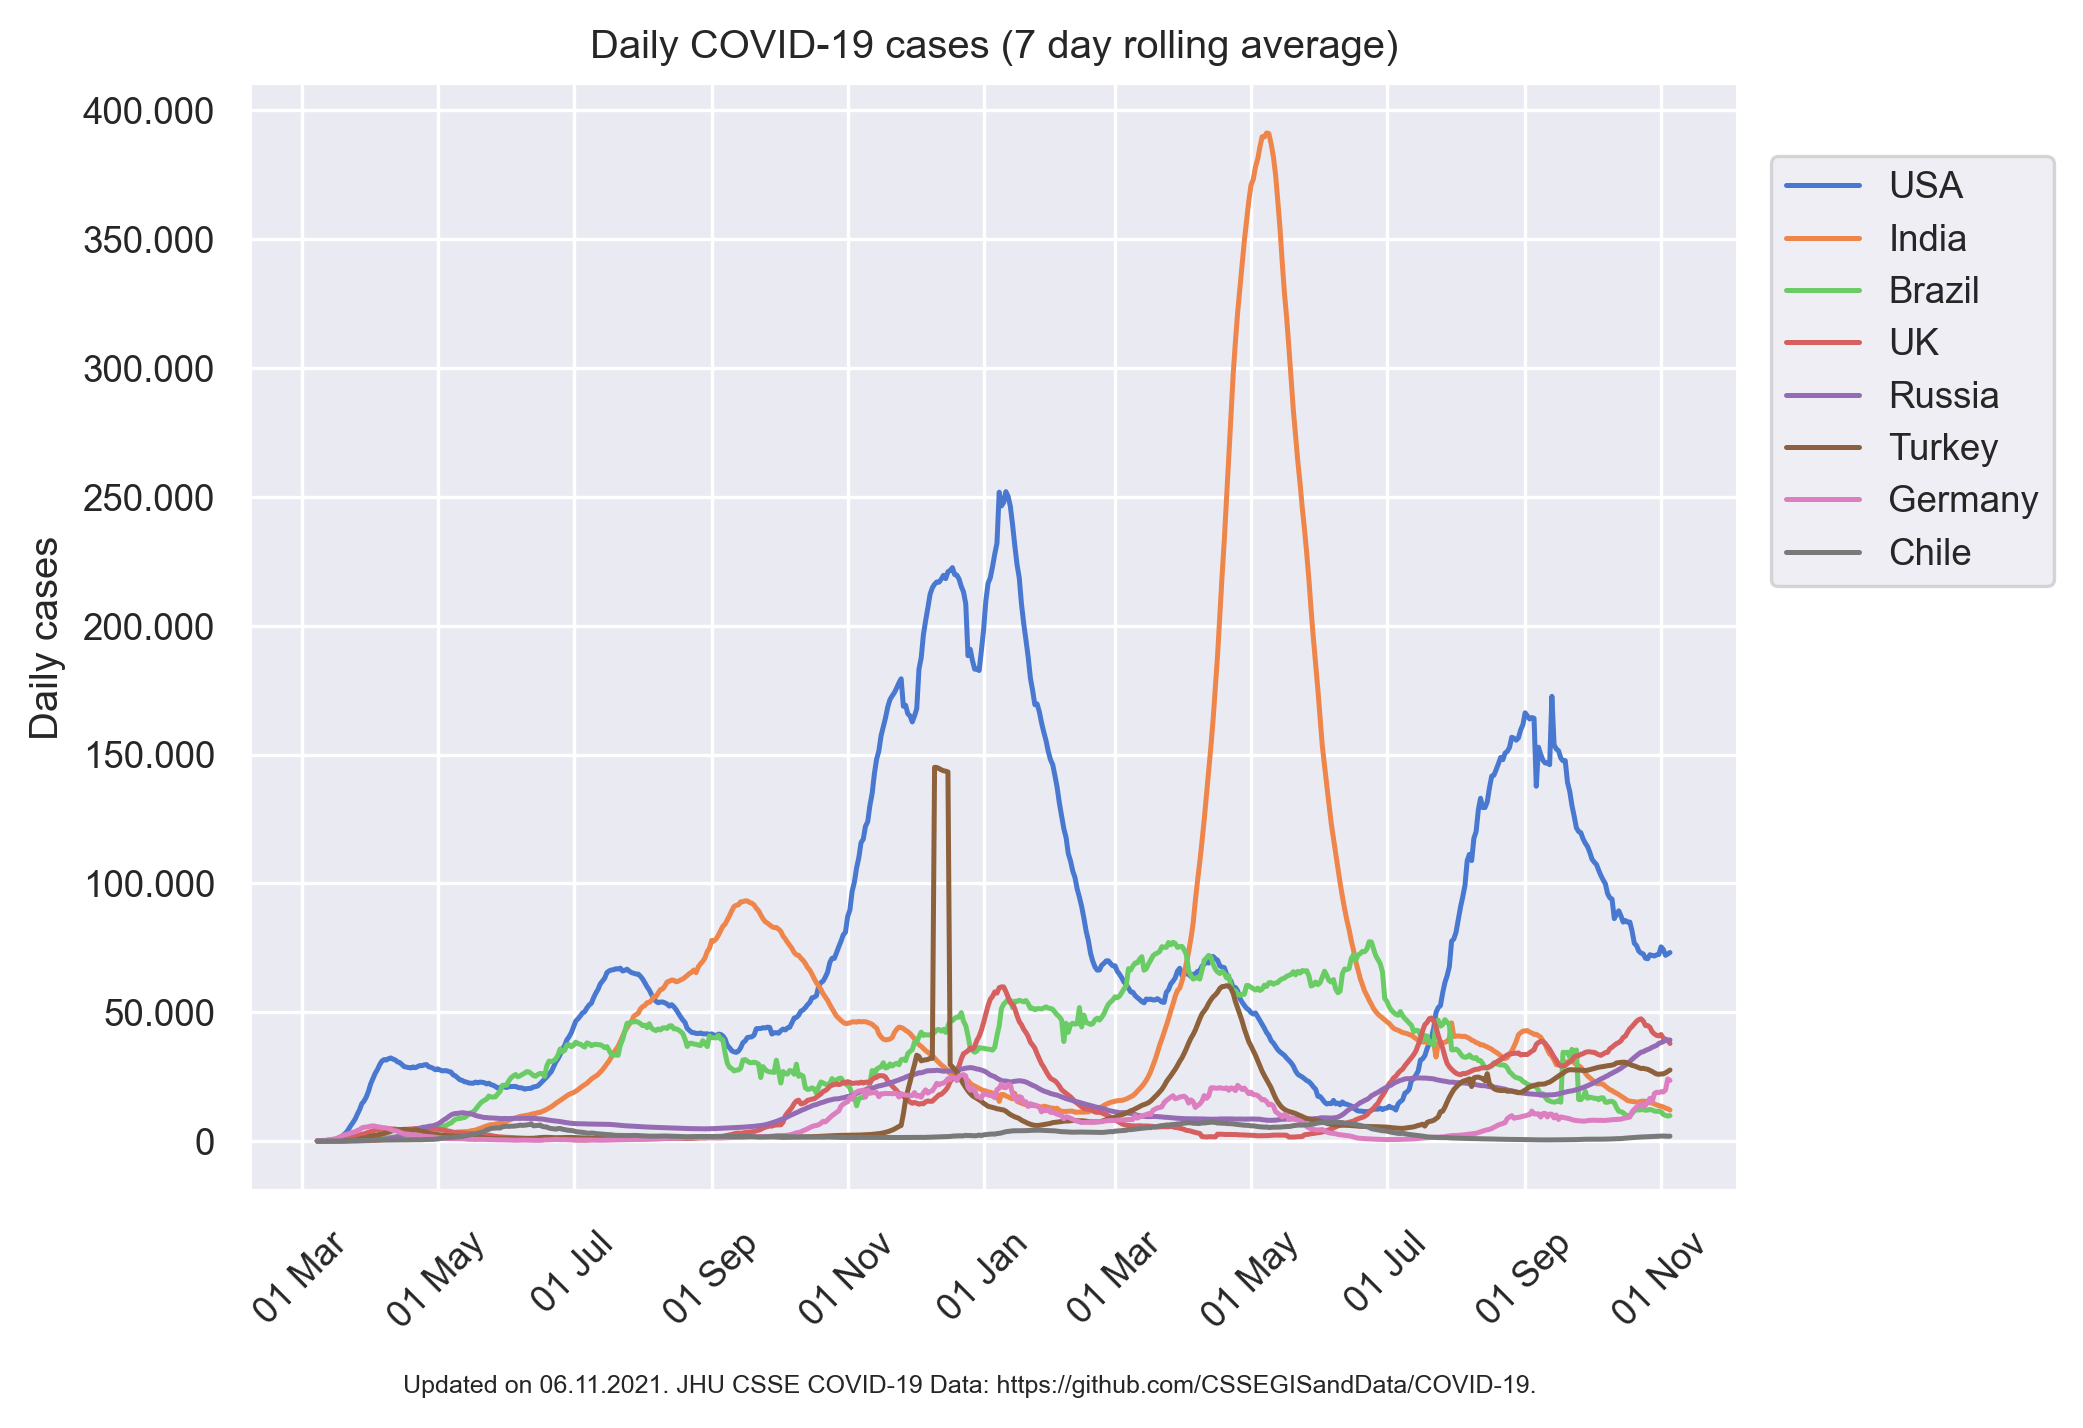 Daily COVID-19 cases (7 day rolling average)
400.000
350.000
300.000
250.000
200.000
150.000
100.000
50.000
0
Daily cases
USA
India
Brazil
UK
Russia
Turkey
Germany
Chile
01 Mar
01 May
01 Jul
01 Sep
01 Nov
01 Jan
01 Mar
01 May
01 Jul
01 Sep
01 Nov
Updated on 06.11.2021. JHU CSSE COVID-19 Data: https://github.com/CSSEGISandData/COVID-19.